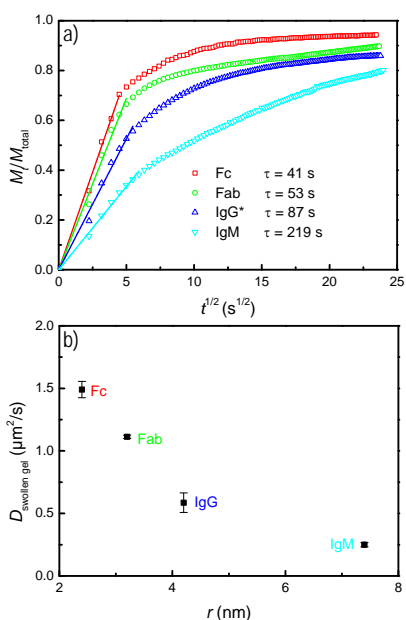 a)
M_t/M_total
1.0
0.8
0.6
0.4
0.2
0.0
Fc τ = 41 s
Fab τ = 53 s
IgG* τ = 87 s
IgM τ = 219 s
0 5 10 15 20 25
t^1/2 (s^1/2)
b)
D_swollen gel (μm²/s)
2.0
1.5
1.0
0.5
0.0
Fc
Fab
IgG
IgM
2 4 6 8
r (nm)